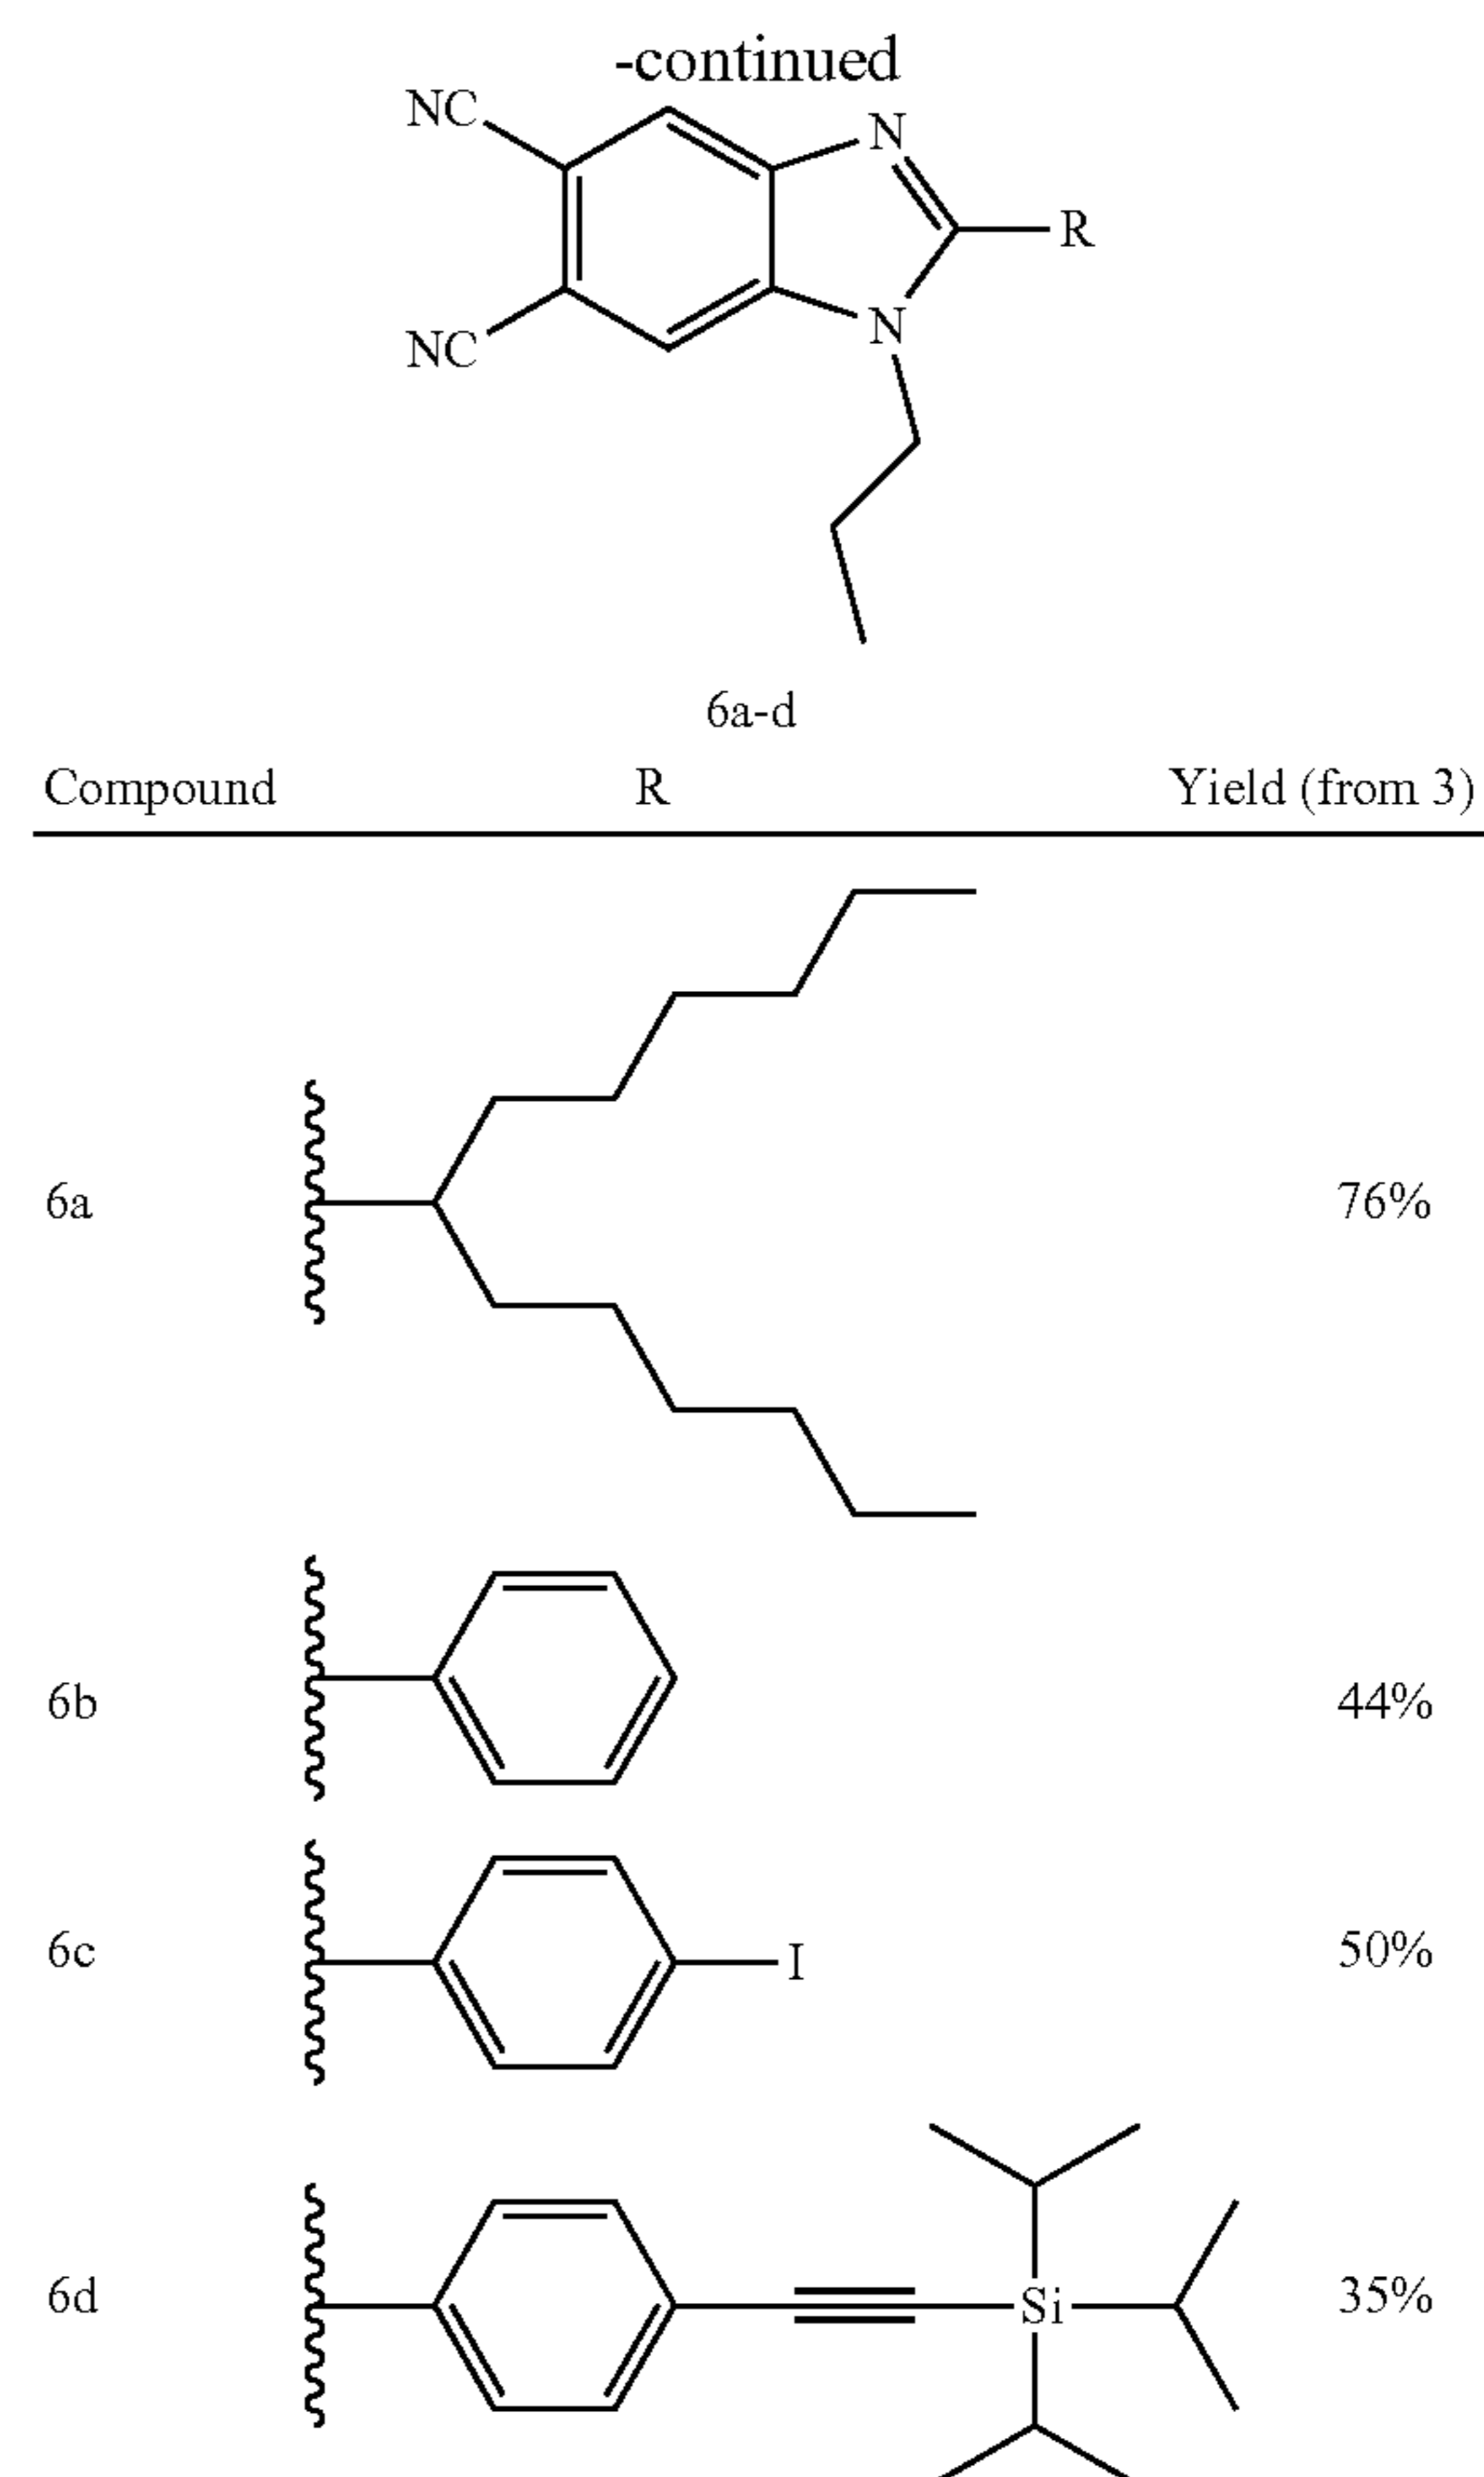 -continued
NC
N
R
N
NC
6a-d
Compound R Yield (from 3)
6a 76%
6b 44%
6c I 50%
6d Si 35%